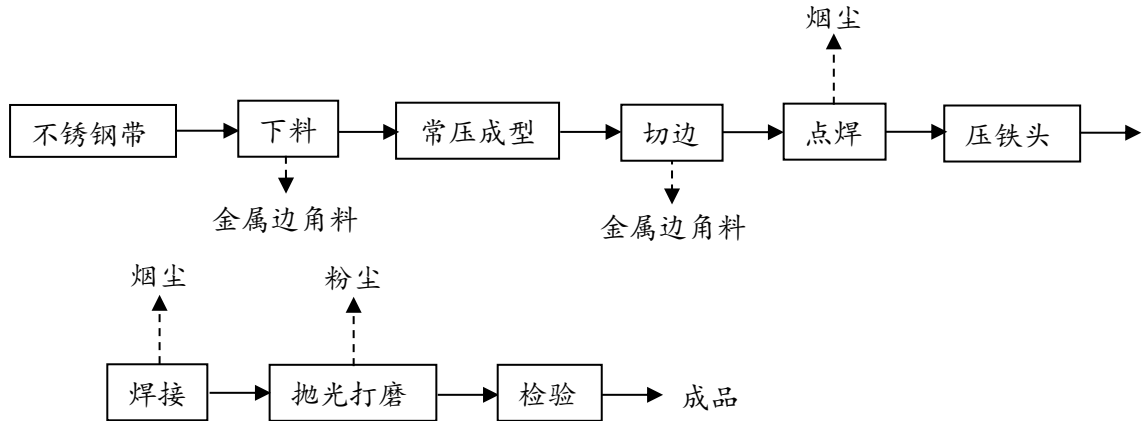 烟尘
不锈钢带 下料 常压成型 切边 点焊 压铁头
金属边角料 金属边角料
烟尘 粉尘
焊接 抛光打磨 检验 成品